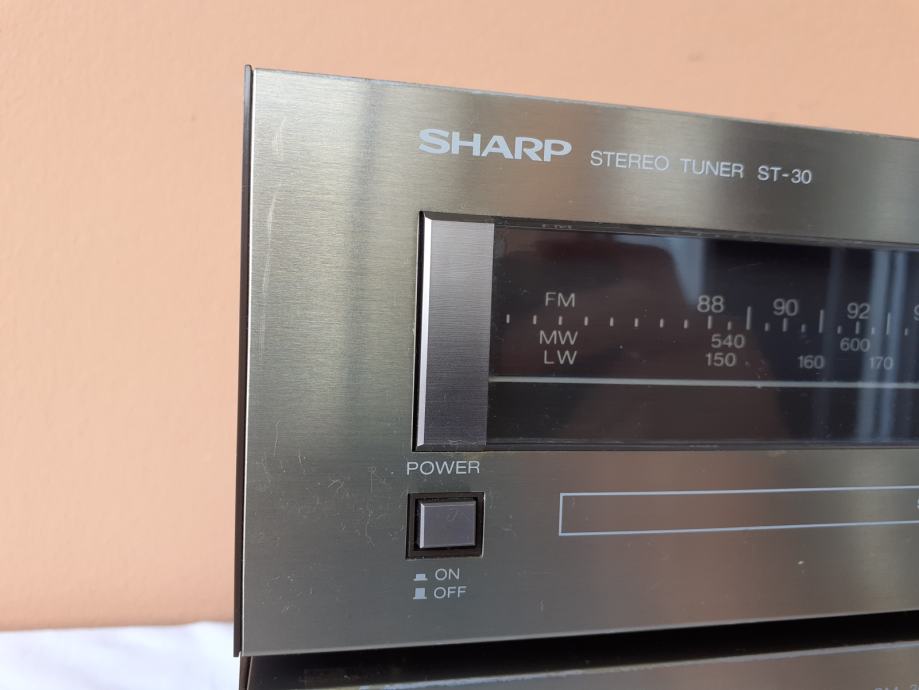 SHARP STEREO TUNER ST-30
FM 88 90 92
MW 540 600
LW 150 160 170
POWER
ON
OFF